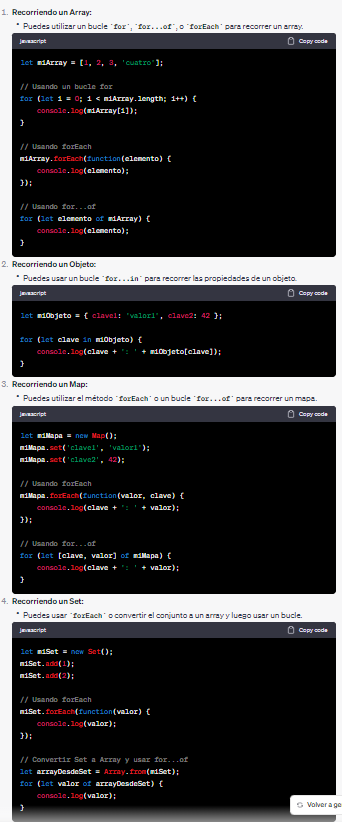 1. Recorriendo un Array:
• Puedes utilizar un bucle `for`, `for...of`, o `forEach` para recorrer un array.
javascript Copy code
let miArray = [1, 2, 3, 'cuatro'];
// Usando un bucle for
for (let i = 0; i < miArray.length; i++) {
console.log(miArray[i]);
}
// Usando forEach
miArray.forEach(function(elemento) {
console.log(elemento);
});
// Usando for...of
for (let elemento of miArray) {
console.log(elemento);
}
2. Recorriendo un Objeto:
• Puedes usar un bucle `for...in` para recorrer las propiedades de un objeto.
javascript Copy code
let miObjeto = { clave1: 'valor1', clave2: 42 };
for (let clave in miObjeto) {
console.log(clave + ': ' + miObjeto[clave]);
}
3. Recorriendo un Map:
• Puedes utilizar el método `forEach` o un bucle `for...of` para recorrer un mapa.
javascript Copy code
let miMapa = new Map();
miMapa.set('clave1', 'valor1');
miMapa.set('clave2', 42);
// Usando forEach
miMapa.forEach(function(valor, clave) {
console.log(clave + ': ' + valor);
});
// Usando for...of
for (let [clave, valor] of miMapa) {
console.log(clave + ': ' + valor);
}
4. Recorriendo un Set:
• Puedes usar `forEach` o convertir el conjunto a un array y luego usar un bucle.
javascript Copy code
let miSet = new Set();
miSet.add(1);
miSet.add(2);
// Usando forEach
miSet.forEach(function(valor) {
console.log(valor);
});
// Convertir Set a Array y usar for...of
let arrayDesdeSet = Array.from(miSet);
for (let valor of arrayDesdeSet) {
console.log(valor);
}
Volver a ge